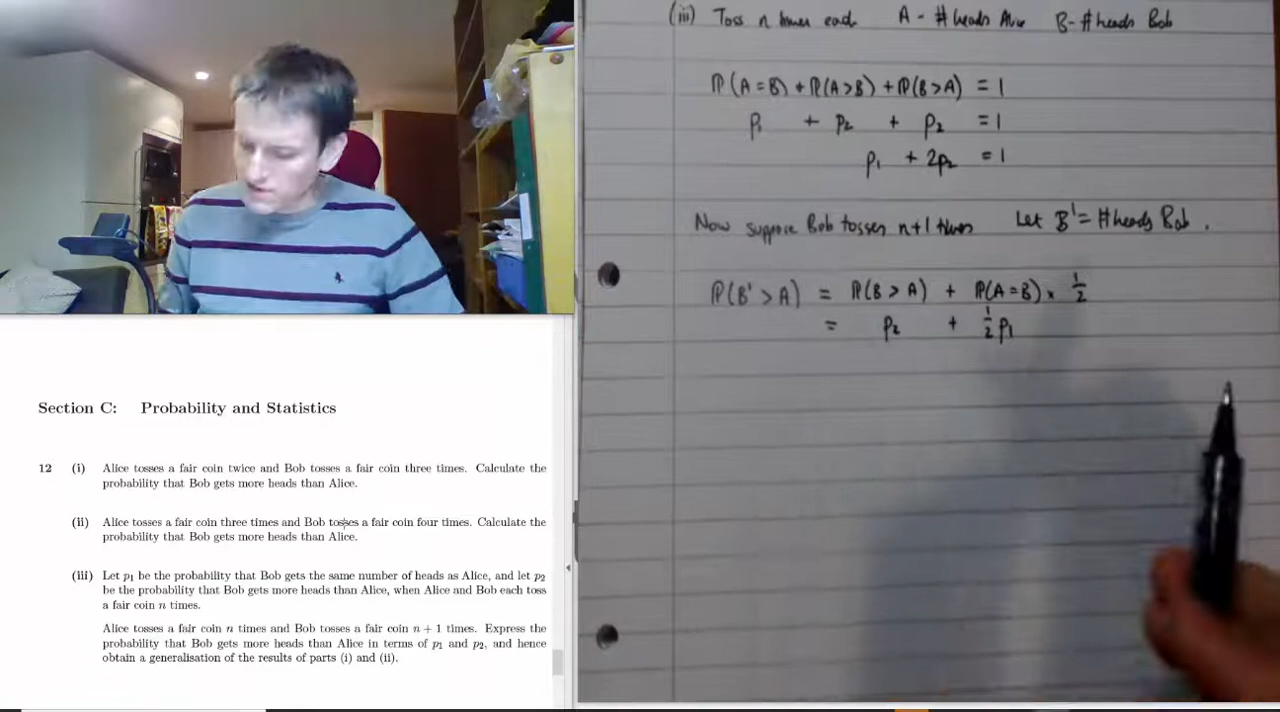 (iii) Toss n times each A - # heads Alice B - # heads Bob
ℙ(A = B) + ℙ(A > B) + ℙ(B > A) = 1
p₁ + p₂ + p₂ = 1
p₁ + 2p₂ = 1
Now suppose Bob tosses n+1 times Let B' = # heads Bob.
ℙ(B' > A) = ℙ(B > A) + ℙ(A = B) × 1/2
= p₂ + 1/2 p₁
Section C: Probability and Statistics
12 (i) Alice tosses a fair coin twice and Bob tosses a fair coin three times. Calculate the
probability that Bob gets more heads than Alice.
(ii) Alice tosses a fair coin three times and Bob tosses a fair coin four times. Calculate the
probability that Bob gets more heads than Alice.
(iii) Let p₁ be the probability that Bob gets the same number of heads as Alice, and let p₂
be the probability that Bob gets more heads than Alice, when Alice and Bob each toss
a fair coin n times.
Alice tosses a fair coin n times and Bob tosses a fair coin n + 1 times. Express the
probability that Bob gets more heads than Alice in terms of p₁ and p₂, and hence
obtain a generalisation of the results of parts (i) and (ii).